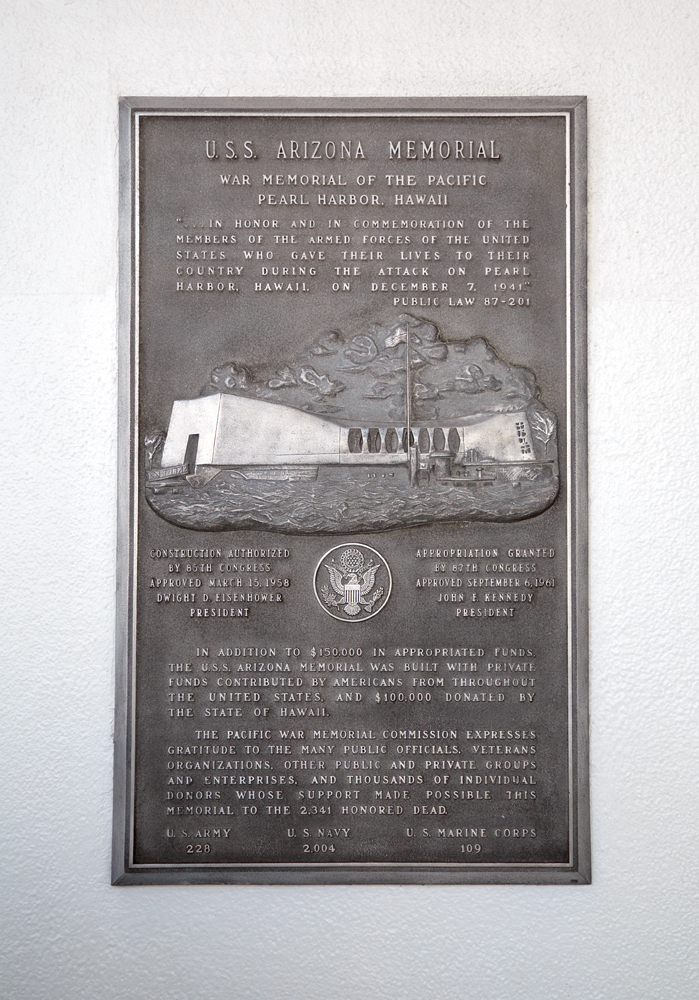 U.S.S. ARIZONA MEMORIAL
WAR MEMORIAL OF THE PACIFIC
PEARL HARBOR, HAWAII
"...IN HONOR AND IN COMMEMORATION OF THE
MEMBERS OF THE ARMED FORCES OF THE UNITED
STATES WHO GAVE THEIR LIVES TO THEIR
COUNTRY DURING THE ATTACK ON PEARL
HARBOR, HAWAII, ON DECEMBER 7, 1941."
PUBLIC LAW 87-201
CONSTRUCTION AUTHORIZED
BY 85TH CONGRESS
APPROVED MARCH 15, 1958
DWIGHT D. EISENHOWER
PRESIDENT
APPROPRIATION GRANTED
BY 87TH CONGRESS
APPROVED SEPTEMBER 6, 1961
JOHN F. KENNEDY
PRESIDENT
IN ADDITION TO $150,000 IN APPROPRIATED FUNDS,
THE U.S.S. ARIZONA MEMORIAL WAS BUILT WITH PRIVATE
FUNDS CONTRIBUTED BY AMERICANS FROM THROUGHOUT
THE UNITED STATES, AND $100,000 DONATED BY
THE STATE OF HAWAII.
THE PACIFIC WAR MEMORIAL COMMISSION EXPRESSES
GRATITUDE TO THE MANY PUBLIC OFFICIALS, VETERANS
ORGANIZATIONS, OTHER PUBLIC AND PRIVATE GROUPS
AND ENTERPRISES, AND THOUSANDS OF INDIVIDUAL
DONORS WHOSE SUPPORT MADE POSSIBLE THIS
MEMORIAL TO THE 2,341 HONORED DEAD.
U.S. ARMY U.S. NAVY U.S. MARINE CORPS
228 2,004 109